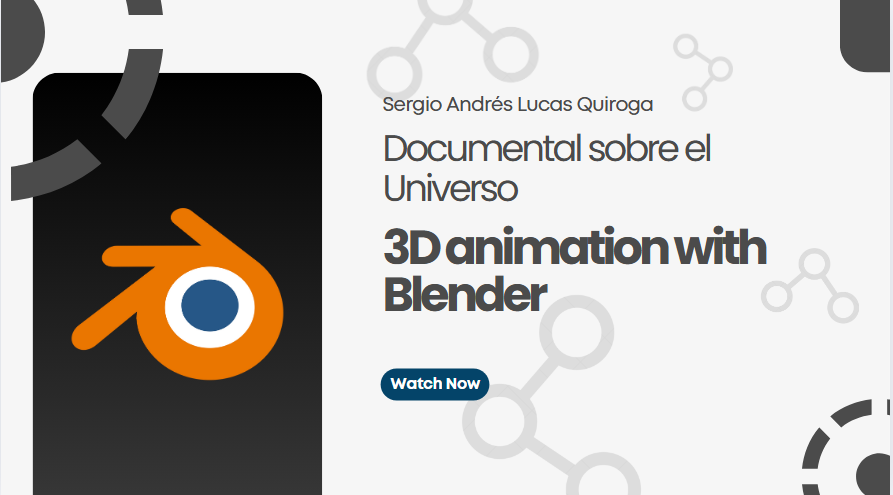 Sergio Andrés Lucas Quiroga
Documental sobre el
Universo
3D animation with
Blender
Watch Now